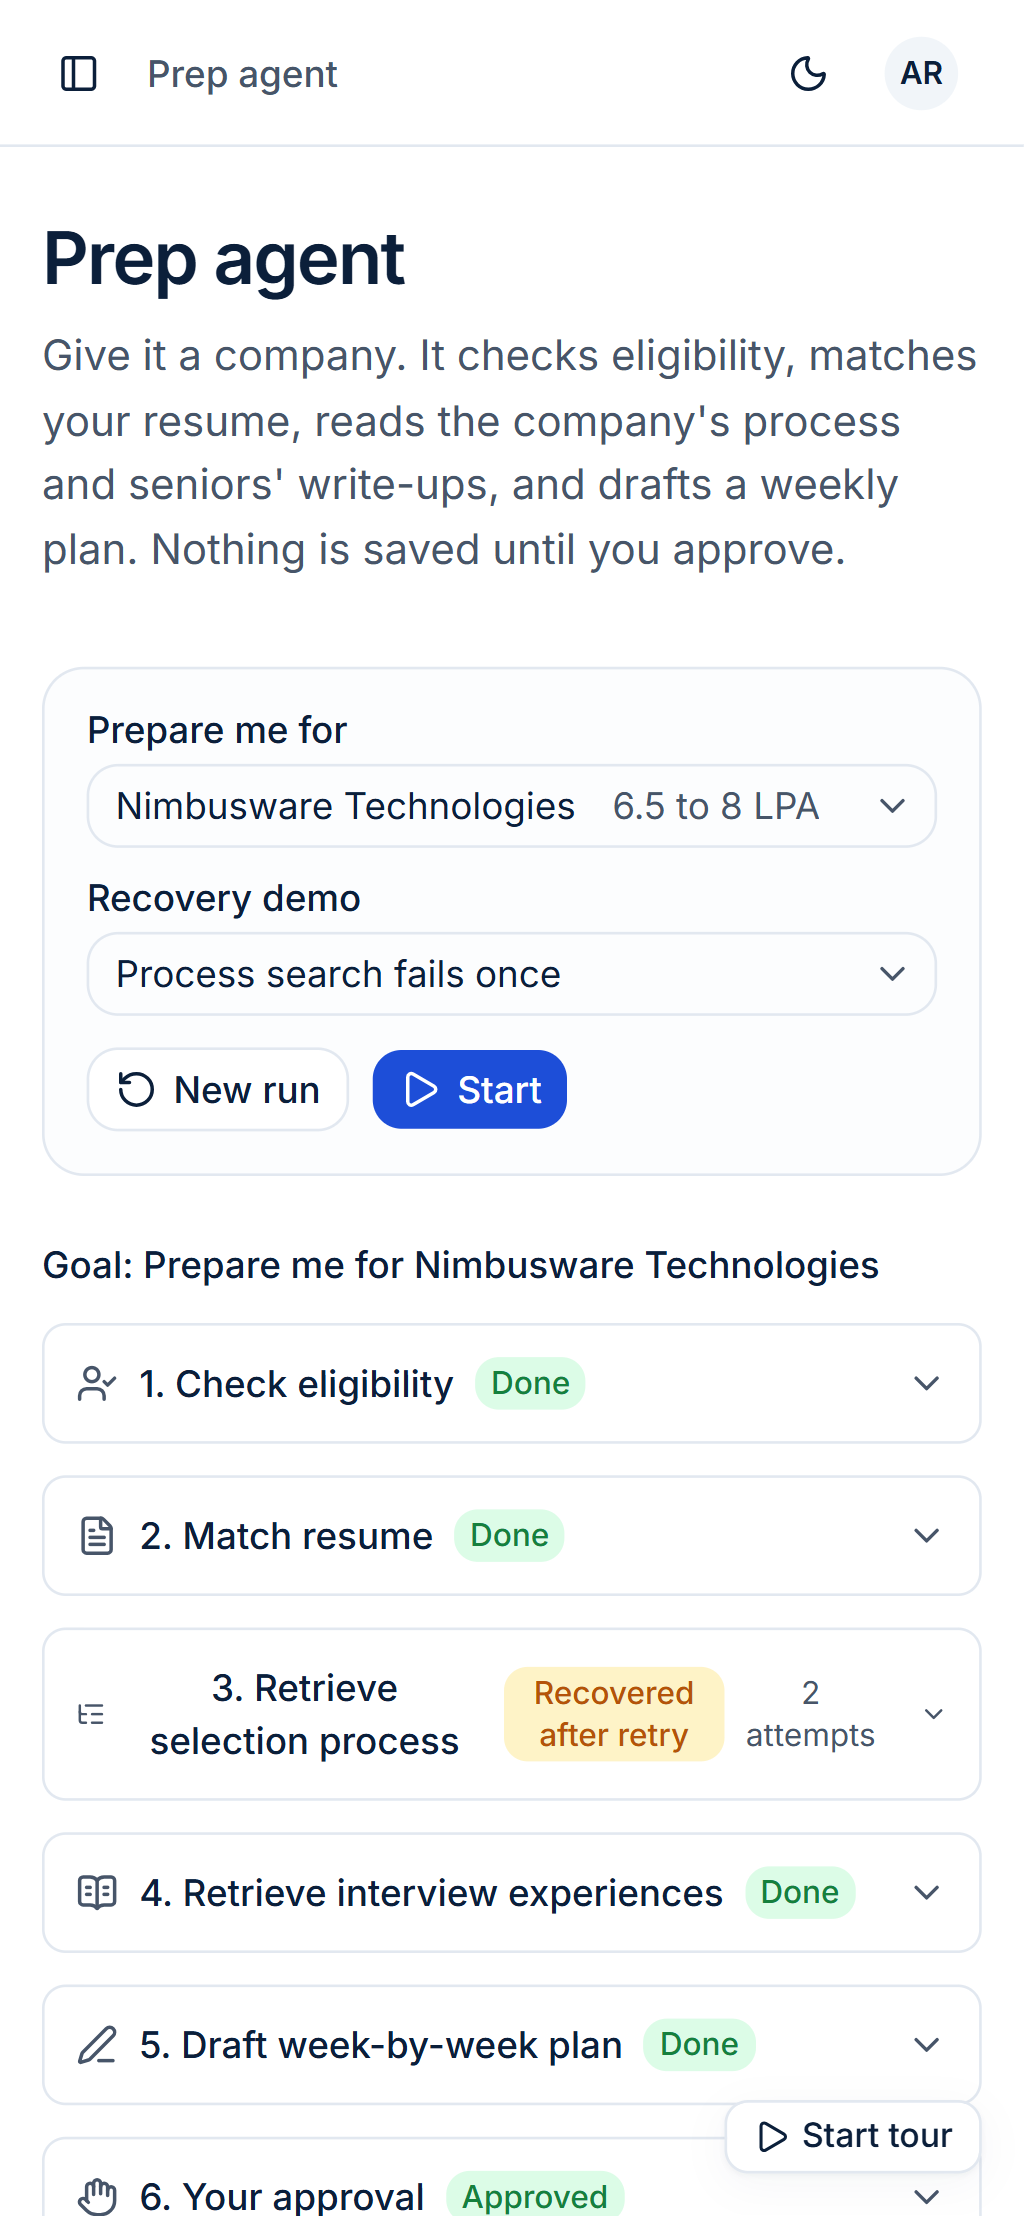 Prep agent
AR
Prep agent
Give it a company. It checks eligibility, matches
your resume, reads the company's process
and seniors' write-ups, and drafts a weekly
plan. Nothing is saved until you approve.
Prepare me for
Nimbusware Technologies 6.5 to 8 LPA
Recovery demo
Process search fails once
New run
Start
Goal: Prepare me for Nimbusware Technologies
1. Check eligibility Done
2. Match resume Done
3. Retrieve
selection process
Recovered
after retry
2
attempts
4. Retrieve interview experiences Done
5. Draft week-by-week plan Done
Start tour
6. Your approval Approved